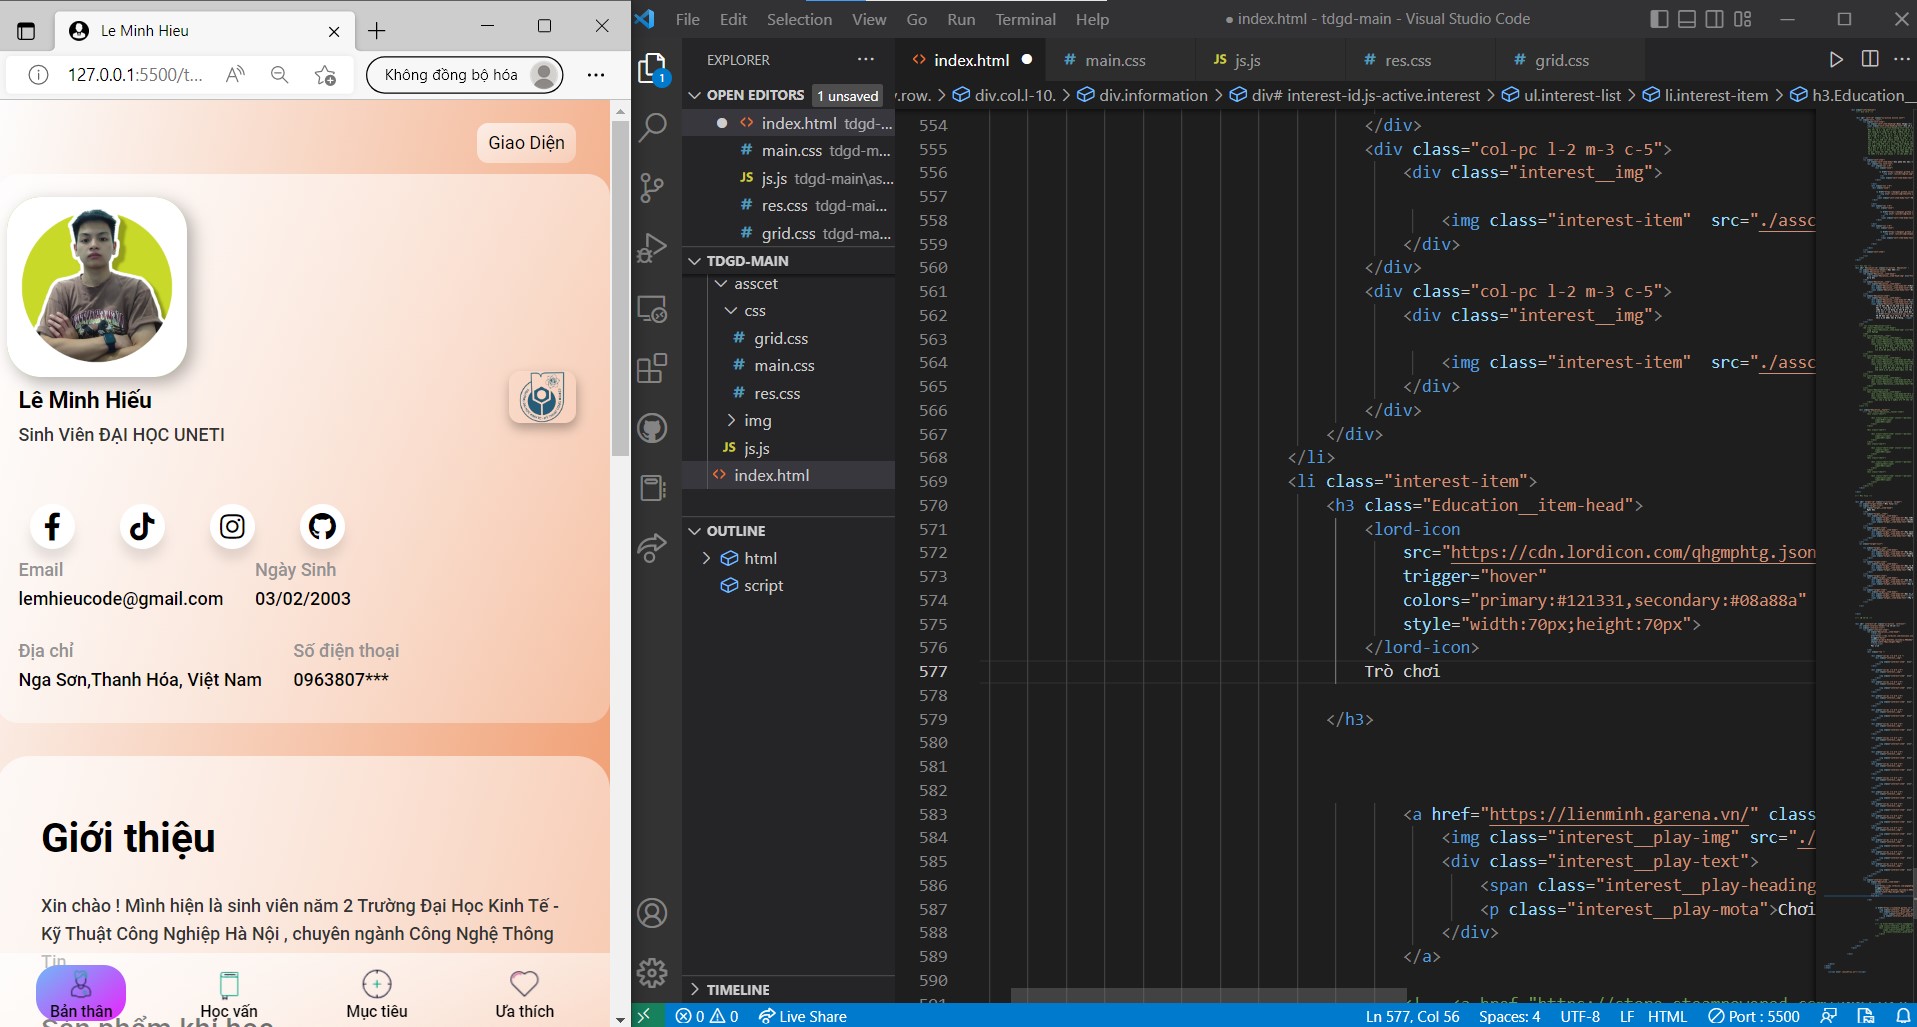 Le Minh Hieu
127.0.0.1:5500/t...
Không đồng bộ hóa
Giao Diện
Lê Minh Hiếu
Sinh Viên ĐẠI HỌC UNETI
Email
Ngày Sinh
lemhieucode@gmail.com
03/02/2003
Địa chỉ
Số điện thoại
Nga Sơn,Thanh Hóa, Việt Nam
0963807***
Giới thiệu
Xin chào ! Mình hiện là sinh viên năm 2 Trường Đại Học Kinh Tế -
Kỹ Thuật Công Nghiệp Hà Nội , chuyên ngành Công Nghệ Thông
Tin
Bản thân
Học vấn
Mục tiêu
Ưa thích
Sản phẩm khi học
File Edit Selection View Go Run Terminal Help
● index.html - tdgd-main - Visual Studio Code
EXPLORER
OPEN EDITORS 1 unsaved
index.html tdgd-...
# main.css tdgd-m...
JS js.js tdgd-main\as...
# res.css tdgd-mai...
# grid.css tdgd-ma...
TDGD-MAIN
asscet
css
# grid.css
# main.css
# res.css
img
JS js.js
<> index.html
OUTLINE
html
script
TIMELINE
<> index.html ●
# main.css
JS js.js
# res.css
# grid.css
.row. > div.col.l-10. > div.information > div# interest-id.js-active.interest > ul.interest-list > li.interest-item > h3.Education__
554 </div>
555 <div class="col-pc l-2 m-3 c-5">
556 <div class="interest__img">
557
558 <img class="interest-item"  src="./assc
559 </div>
560 </div>
561 <div class="col-pc l-2 m-3 c-5">
562 <div class="interest__img">
563
564 <img class="interest-item"  src="./assc
565 </div>
566 </div>
567 </div>
568 </li>
569 <li class="interest-item">
570 <h3 class="Education__item-head">
571 <lord-icon
572 src="https://cdn.lordicon.com/qhgmphtg.json
573 trigger="hover"
574 colors="primary:#121331,secondary:#08a88a"
575 style="width:70px;height:70px">
576 </lord-icon>
577 Trò chơi
578
579 </h3>
580
581
582
583 <a href="https://lienminh.garena.vn/" class
584 <img class="interest__play-img" src="./
585 <div class="interest__play-text">
586 <span class="interest__play-heading
587 <p class="interest__play-mota">Chơi
588 </div>
589 </a>
590
591
0 0 Live Share
Ln 577, Col 56 Spaces: 4 UTF-8 LF HTML Port : 5500